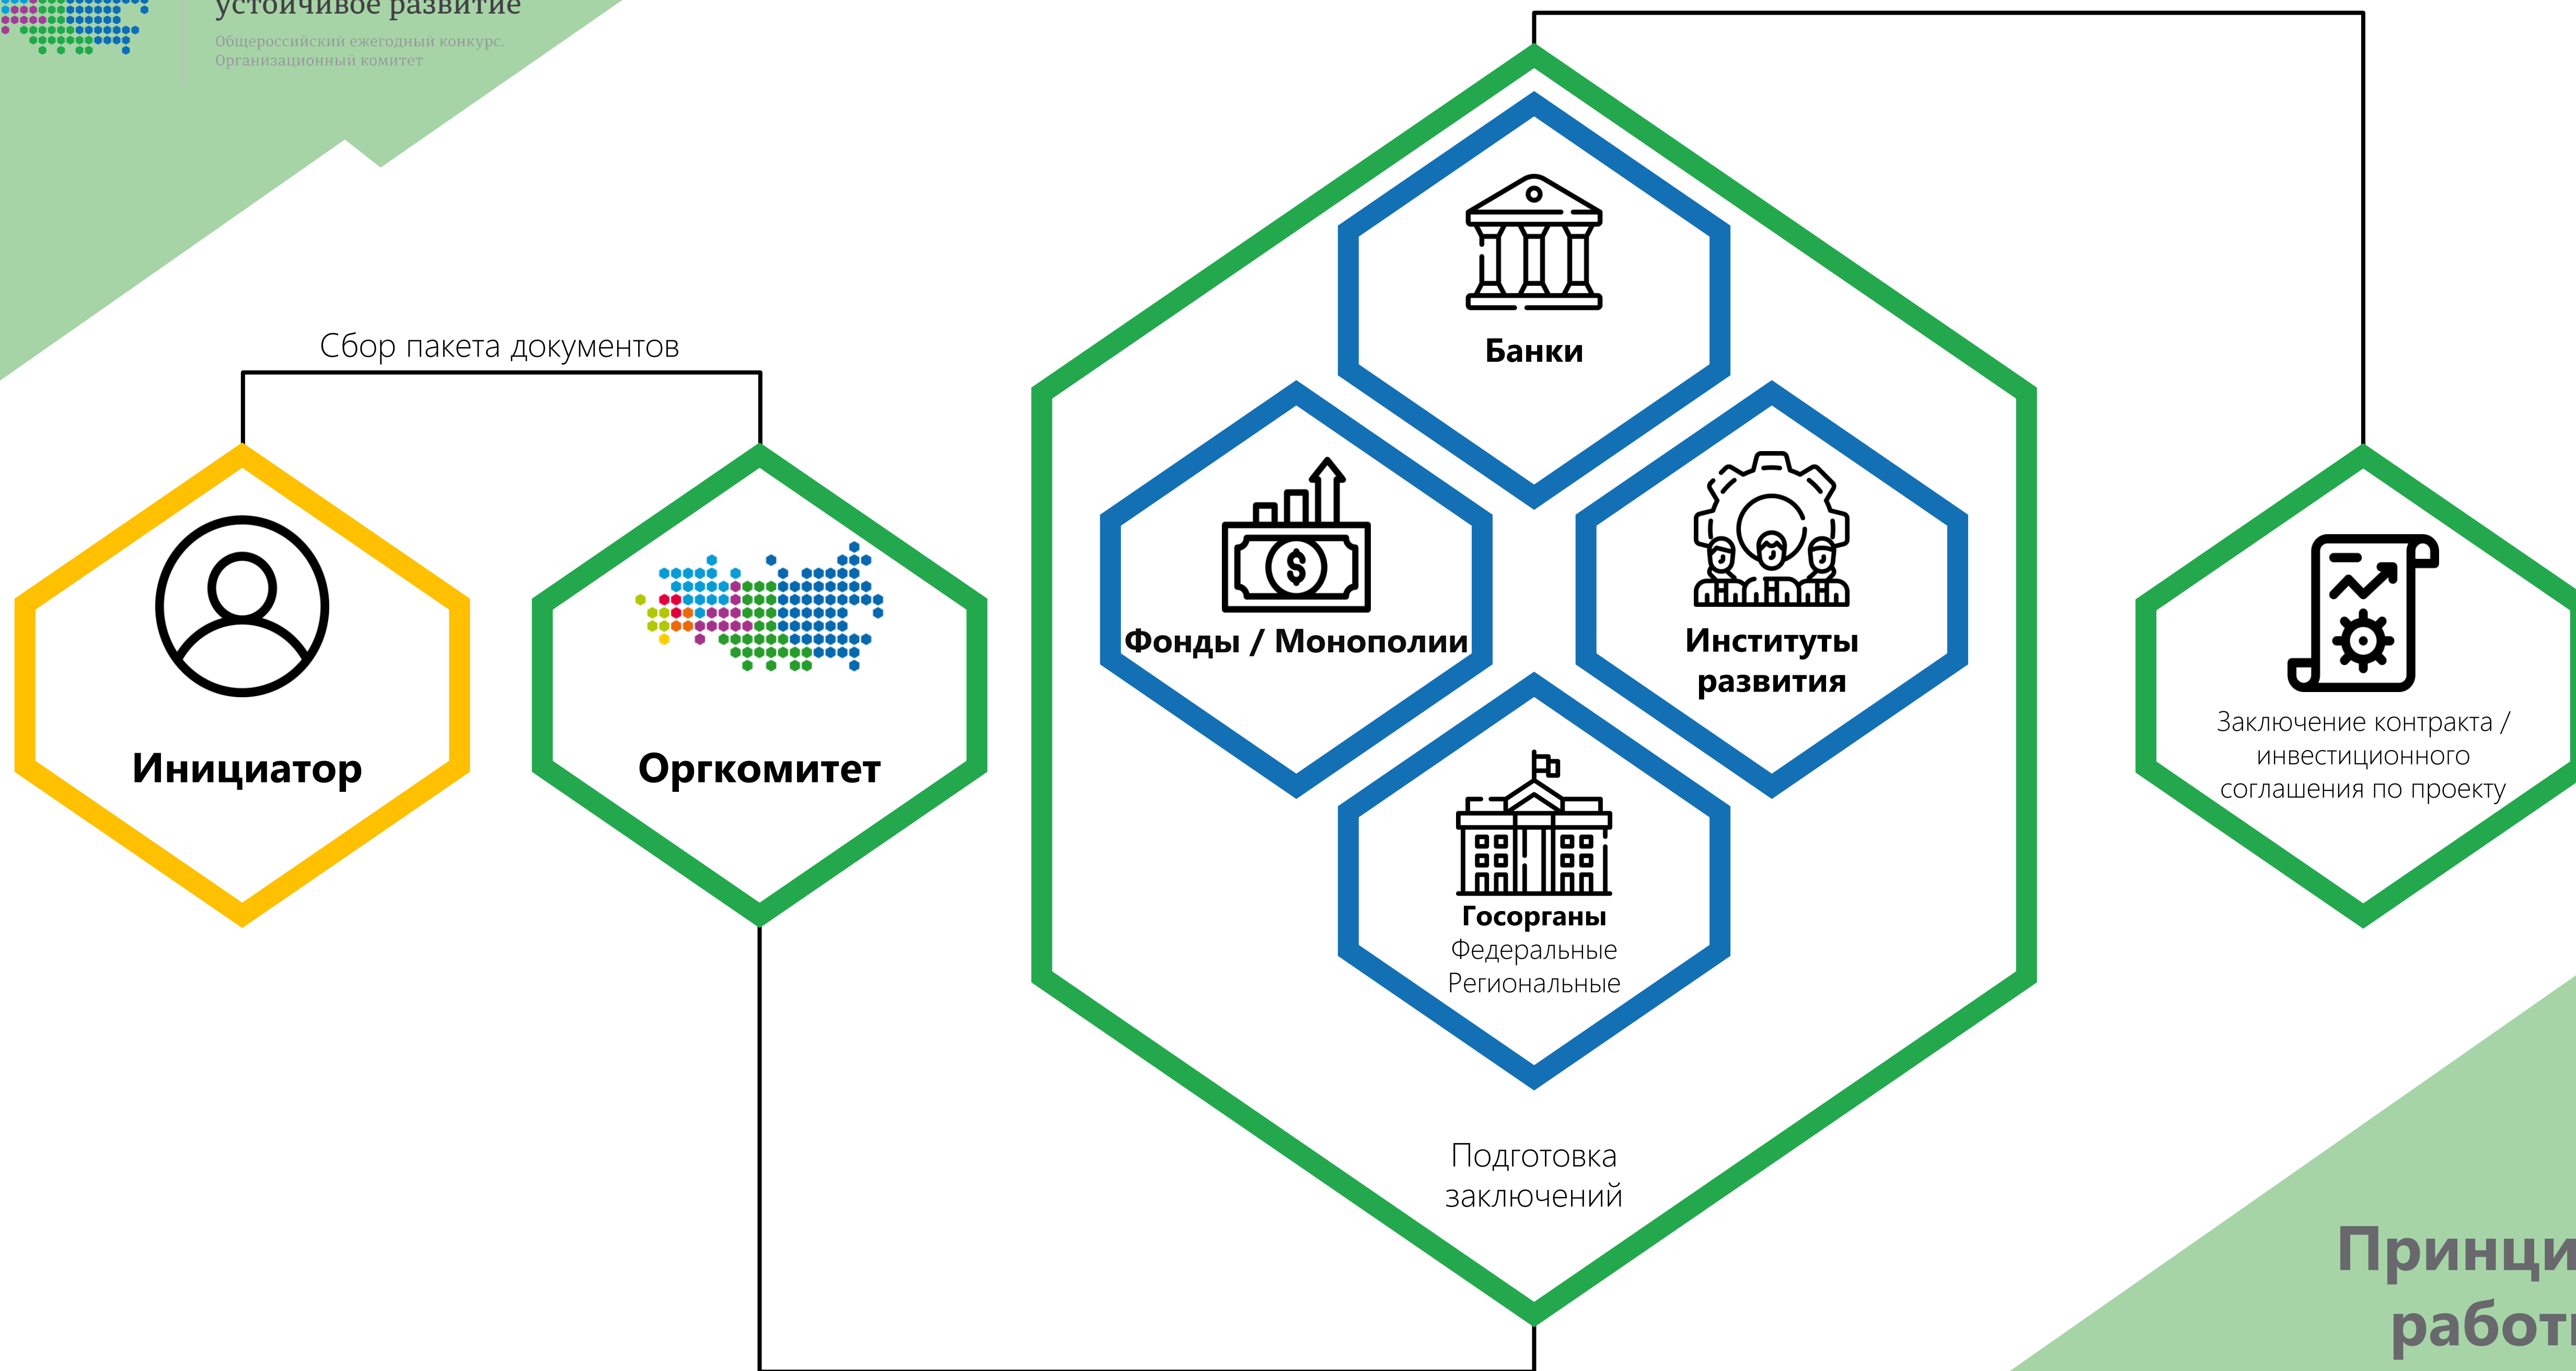 устойчивое развитие
Общероссийский ежегодный конкурс.
Организационный комитет
Сбор пакета документов
Инициатор
Оргкомитет
Банки
Фонды / Монополии
Институты
развития
Госорганы
Федеральные
Региональные
Подготовка
заключений
Заключение контракта /
инвестиционного
соглашения по проекту
Принци
работ